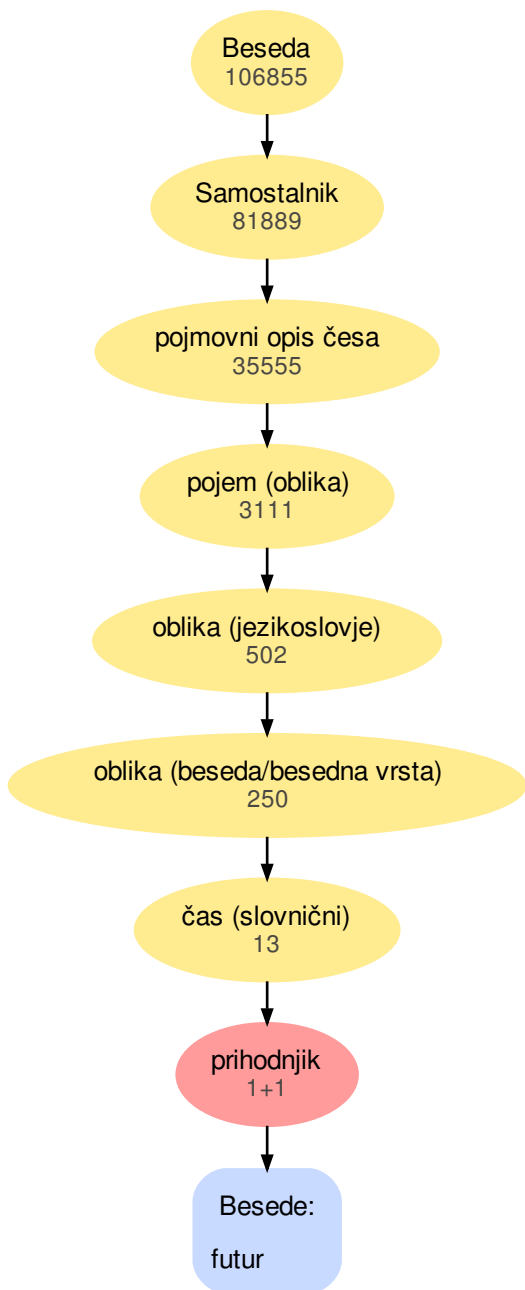 Beseda
106855
Samostalnik
81889
pojmovni opis česa
35555
pojem (oblika)
3111
oblika (jezikoslovje)
502
oblika (beseda/besedna vrsta)
250
čas (slovnični)
13
prihodnjik
1+1
Besede:
futur